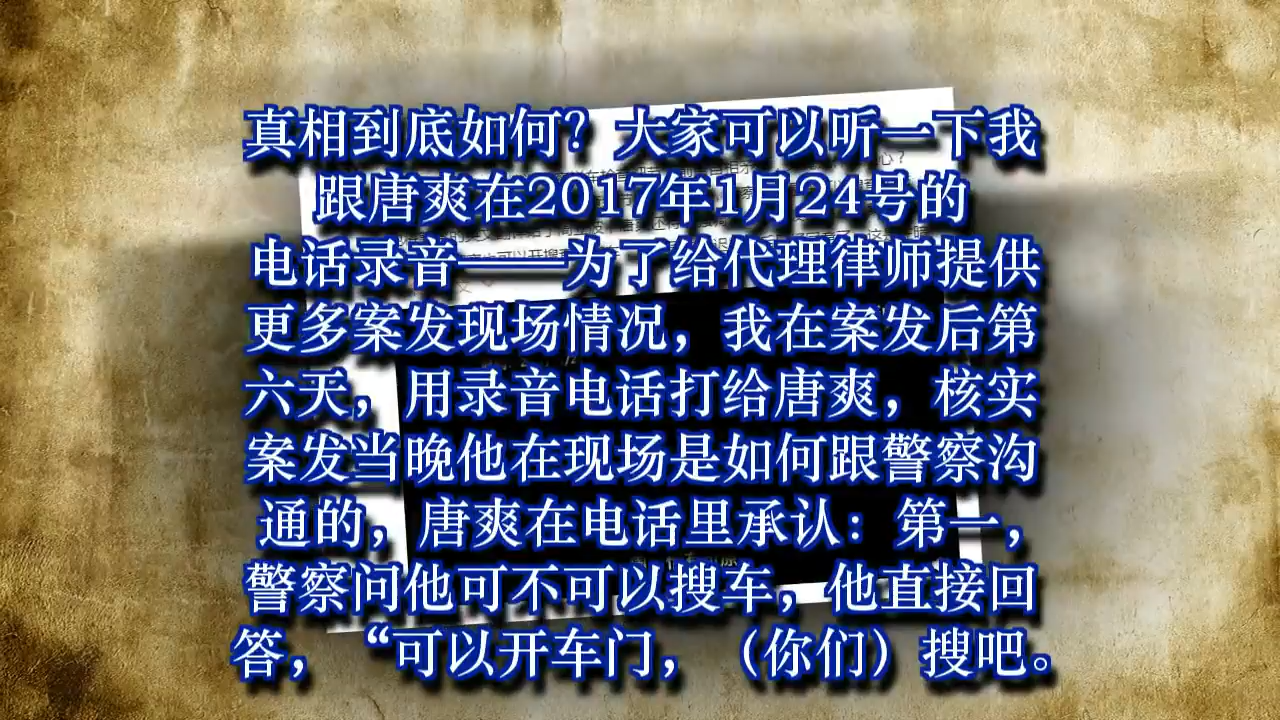 真相到底如何？大家可以听一下我
跟唐爽在2017年1月24号的
电话录音——为了给代理律师提供
更多案发现场情况，我在案发后第
六天，用录音电话打给唐爽，核实
案发当晚他在现场是如何跟警察沟
通的，唐爽在电话里承认：第一，
警察问他可不可以搜车，他直接回
答，“可以开车门，（你们）搜吧。